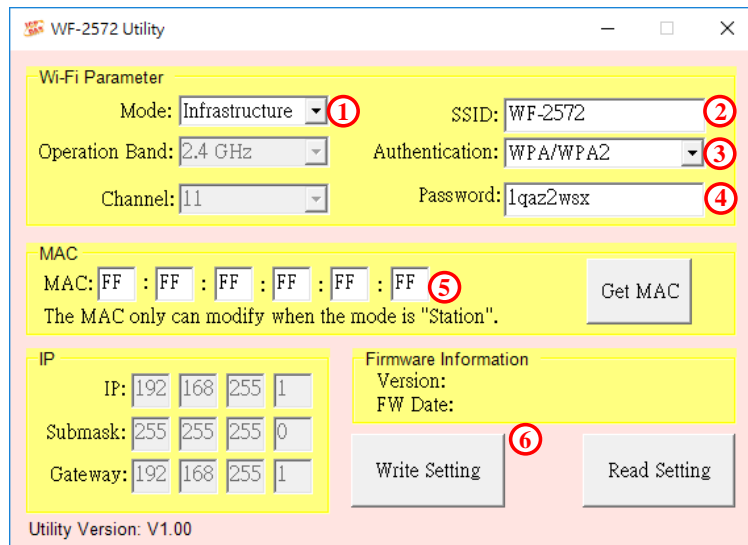 WF-2572 Utility
Wi-Fi Parameter
Mode: Infrastructure ①
SSID: WF-2572 ②
Operation Band: 2.4 GHz
Authentication: WPA/WPA2 ③
Channel: 11
Password: 1qaz2wsx ④
MAC
MAC: FF : FF : FF : FF : FF : FF ⑤
Get MAC
The MAC only can modify when the mode is "Station".
IP
IP: 192 168 255 1
Submask: 255 255 255 0
Gateway: 192 168 255 1
Firmware Information
Version:
FW Date:
⑥
Write Setting
Read Setting
Utility Version: V1.00